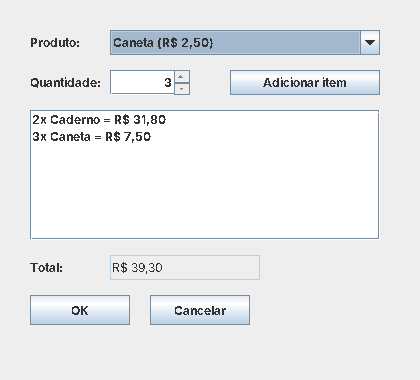 Produto: Caneta (R$ 2,50)
Quantidade: 3 Adicionar item
2x Caderno = R$ 31,80
3x Caneta = R$ 7,50
Total: R$ 39,30
OK Cancelar